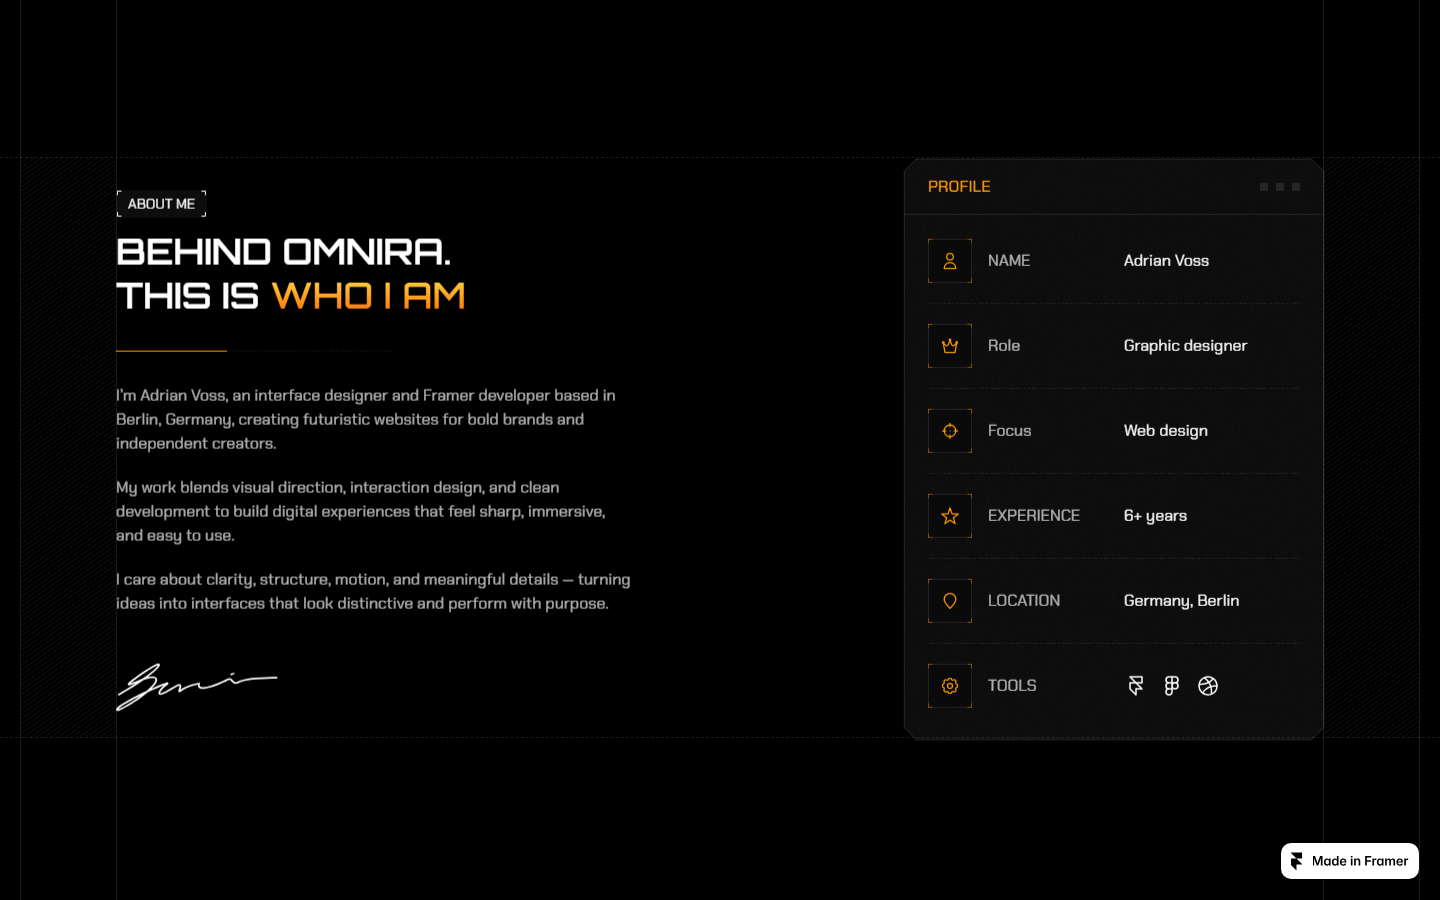 ABOUT ME
BEHIND OMNIRA.
THIS IS WHO I AM
I'm Adrian Voss, an interface designer and Framer developer based in
Berlin, Germany, creating futuristic websites for bold brands and
independent creators.
My work blends visual direction, interaction design, and clean
development to build digital experiences that feel sharp, immersive,
and easy to use.
I care about clarity, structure, motion, and meaningful details — turning
ideas into interfaces that look distinctive and perform with purpose.
PROFILE
NAME Adrian Voss
Role Graphic designer
Focus Web design
EXPERIENCE 6+ years
LOCATION Germany, Berlin
TOOLS
Made in Framer